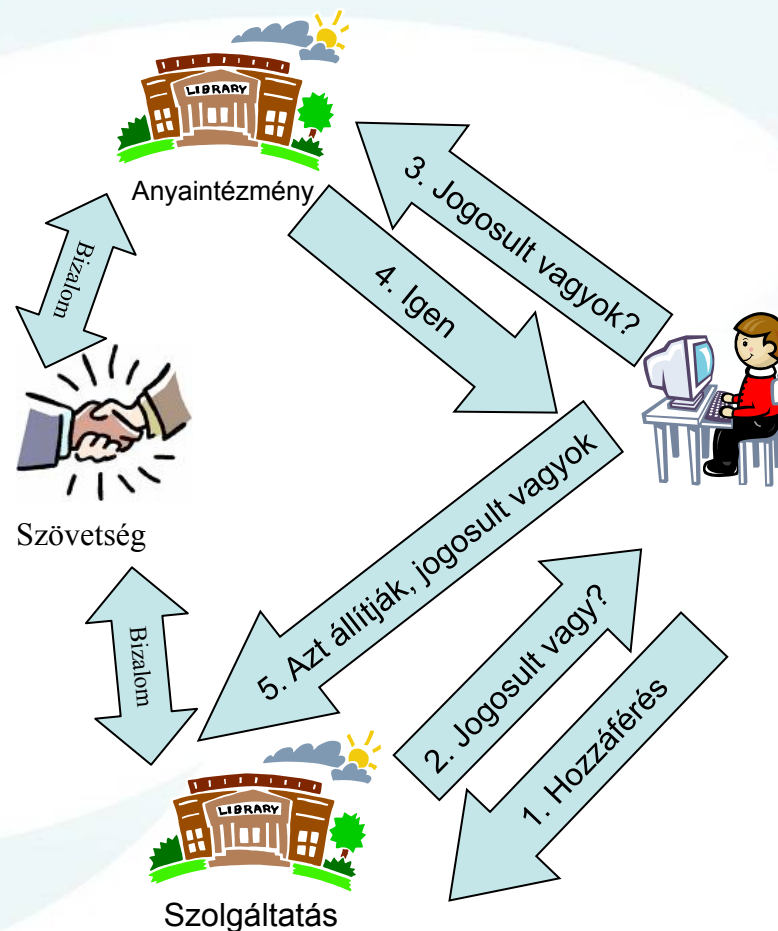 LIBRARY
Anyaintézmény
3. Jogosult vagyok?
4. Igen
Bizalom
Szövetség
5. Azt állítják, jogosult vagyok
Bizalom
2. Jogosult vagy?
1. Hozzáférés
LIBRARY
Szolgáltatás